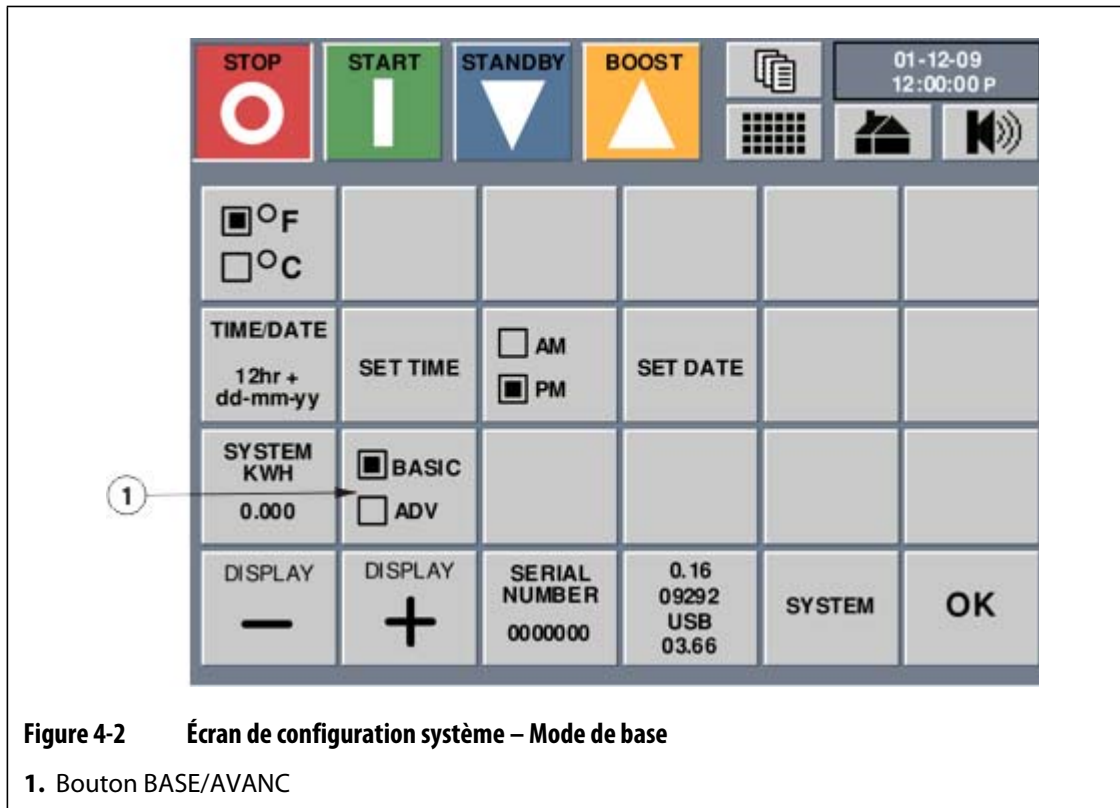 STOP
START
STANDBY
BOOST
01-12-09
12:00:00 P
°F
°C
TIME/DATE
12hr +
dd-mm-yy
SET TIME
AM
PM
SET DATE
SYSTEM
KWH
0.000
BASIC
ADV
1
DISPLAY
–
DISPLAY
+
SERIAL
NUMBER
0000000
0.16
09292
USB
03.66
SYSTEM
OK
Figure 4-2 Écran de configuration système – Mode de base
1. Bouton BASE/AVANC